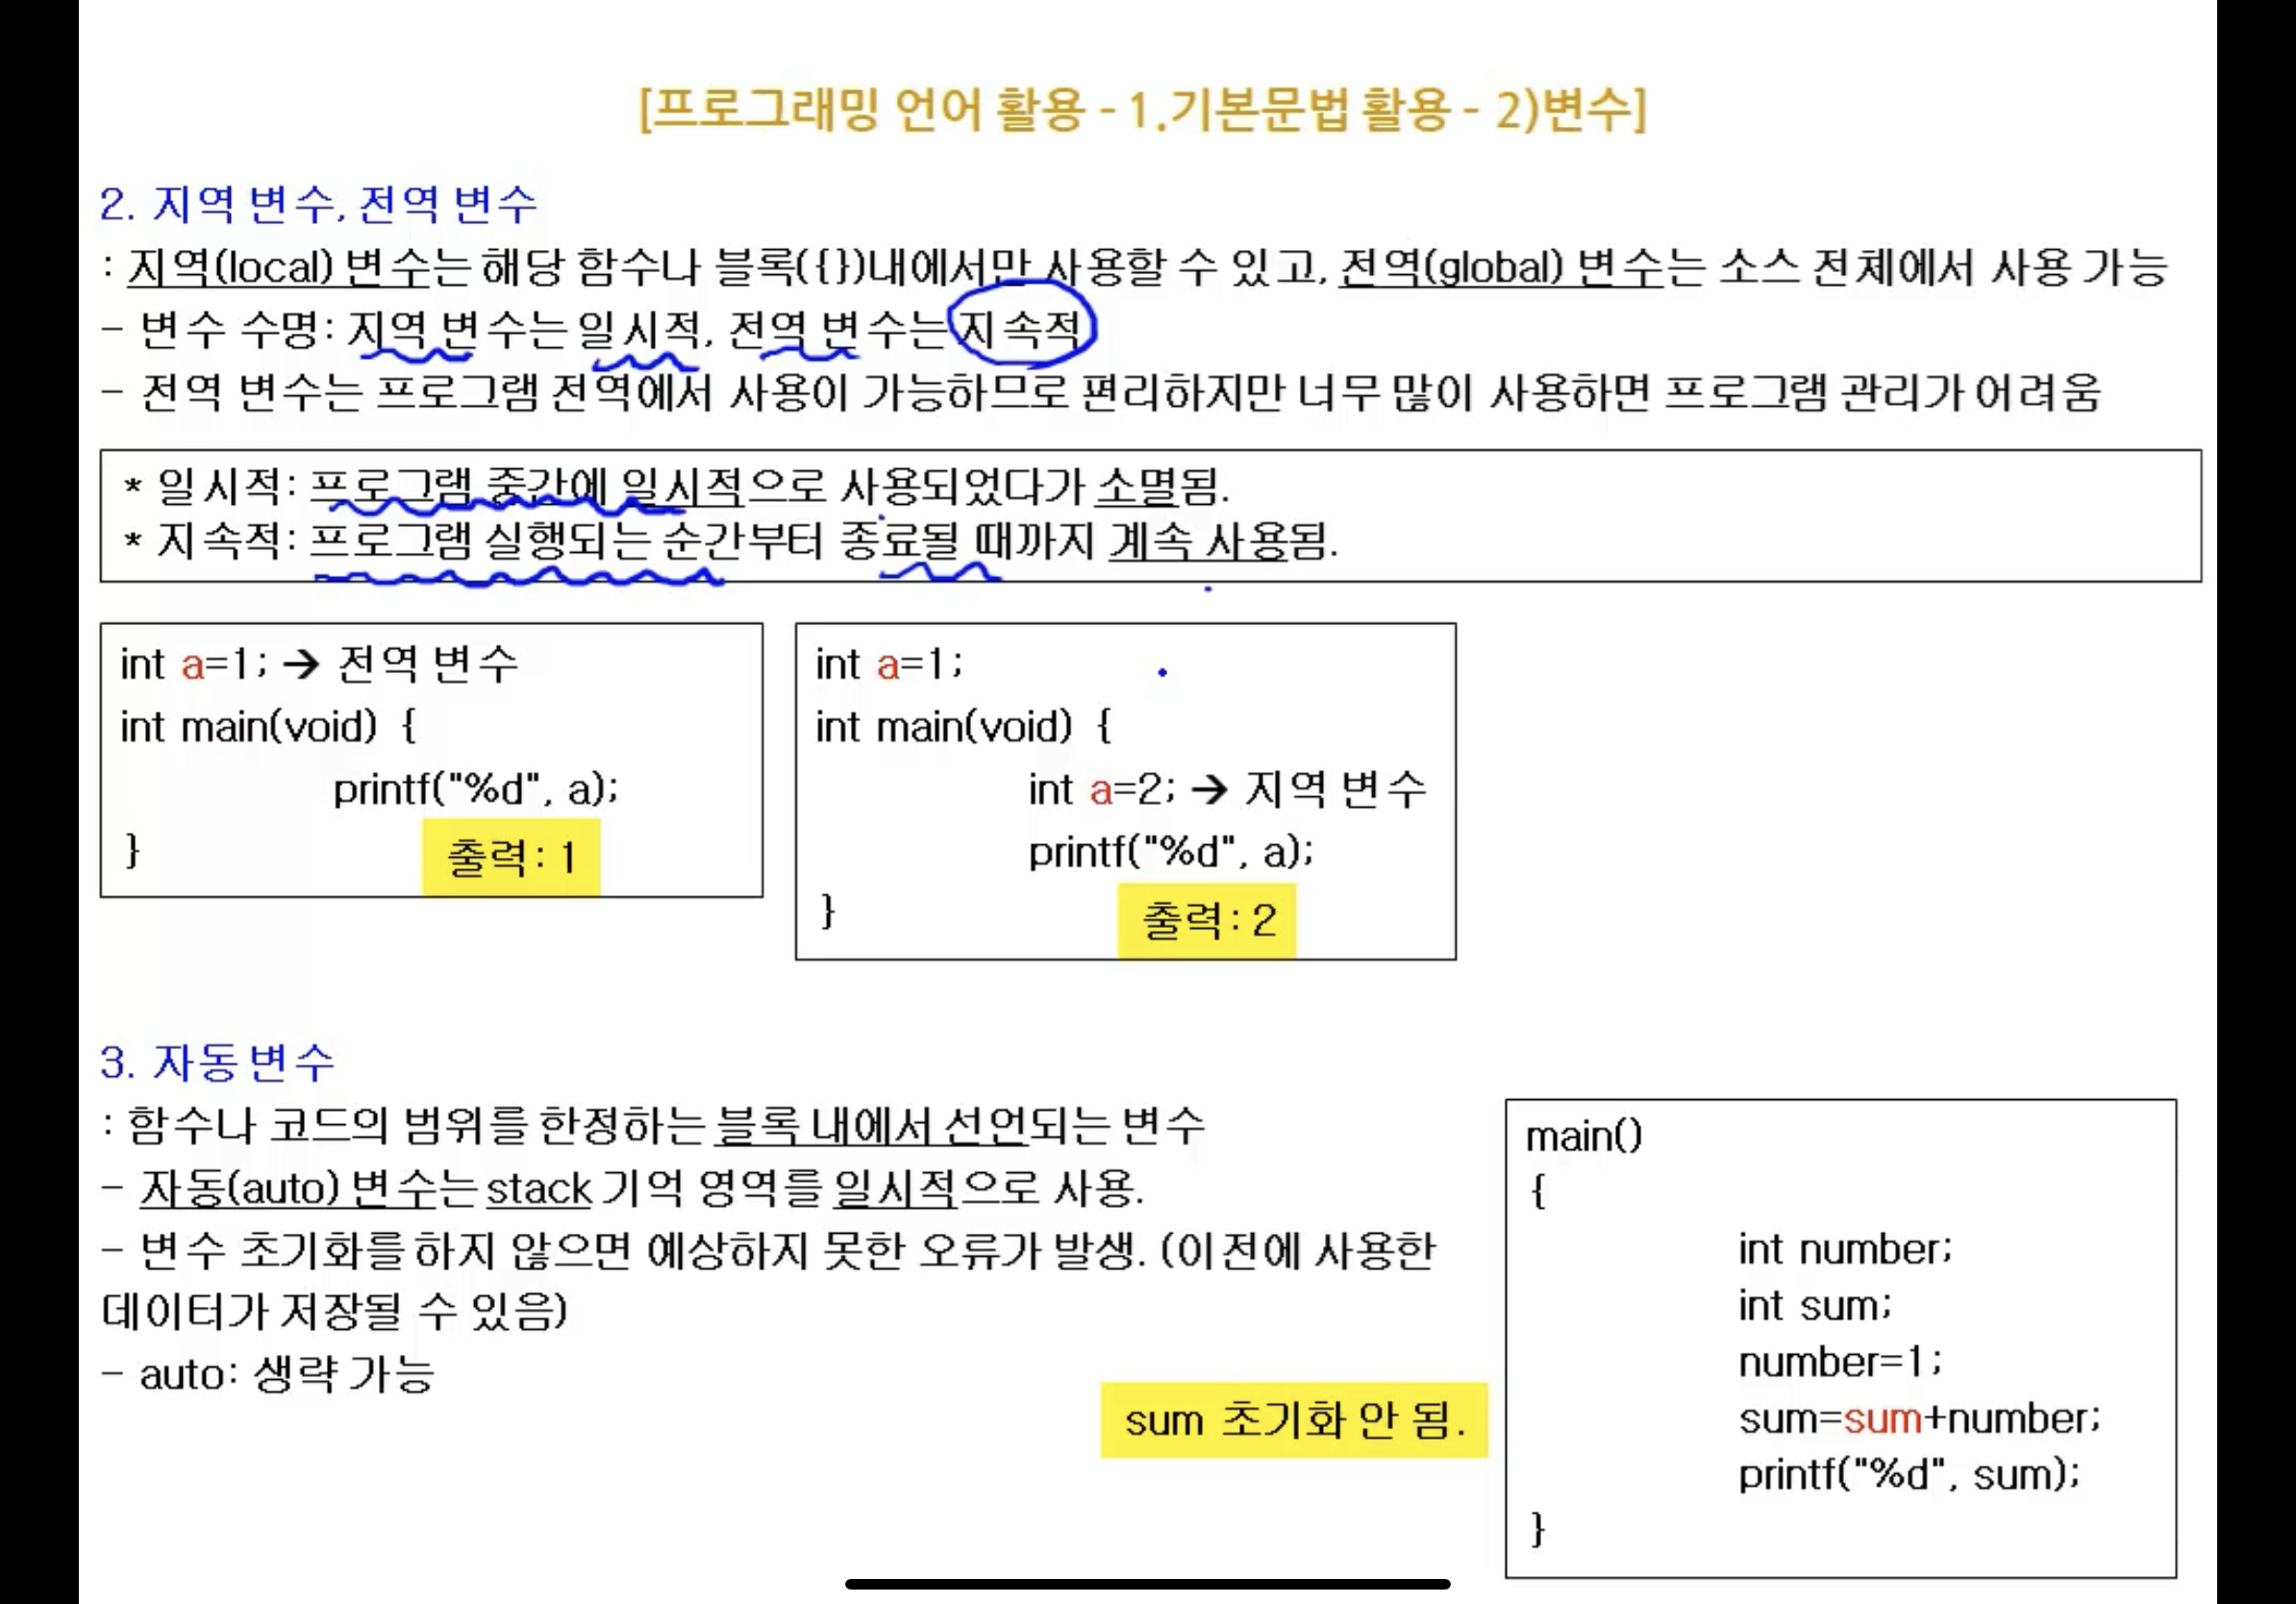 [프로그래밍 언어 활용 - 1.기본문법 활용 - 2)변수]
2. 지역 변수, 전역 변수
: 지역(local) 변수는 해당 함수나 블록({})내에서만 사용할 수 있고, 전역(global) 변수는 소스 전체에서 사용 가능
- 변수 수명: 지역 변수는 일시적, 전역 변수는 지속적
- 전역 변수는 프로그램 전역에서 사용이 가능하므로 편리하지만 너무 많이 사용하면 프로그램 관리가 어려움
* 일시적: 프로그램 중간에 일시적으로 사용되었다가 소멸됨.
* 지속적: 프로그램 실행되는 순간부터 종료될 때까지 계속 사용됨.
int a=1; → 전역 변수
int main(void) {
printf("%d", a);
}
출력: 1
int a=1;
int main(void) {
int a=2; → 지역 변수
printf("%d", a);
}
출력: 2
3. 자동 변수
: 함수나 코드의 범위를 한정하는 블록 내에서 선언되는 변수
- 자동(auto) 변수는 stack 기억 영역를 일시적으로 사용.
- 변수 초기화를 하지 않으면 예상하지 못한 오류가 발생. (이전에 사용한
데이터가 저장될 수 있음)
- auto: 생략 가능
sum 초기화 안 됨.
main()
{
int number;
int sum;
number=1;
sum=sum+number;
printf("%d", sum);
}